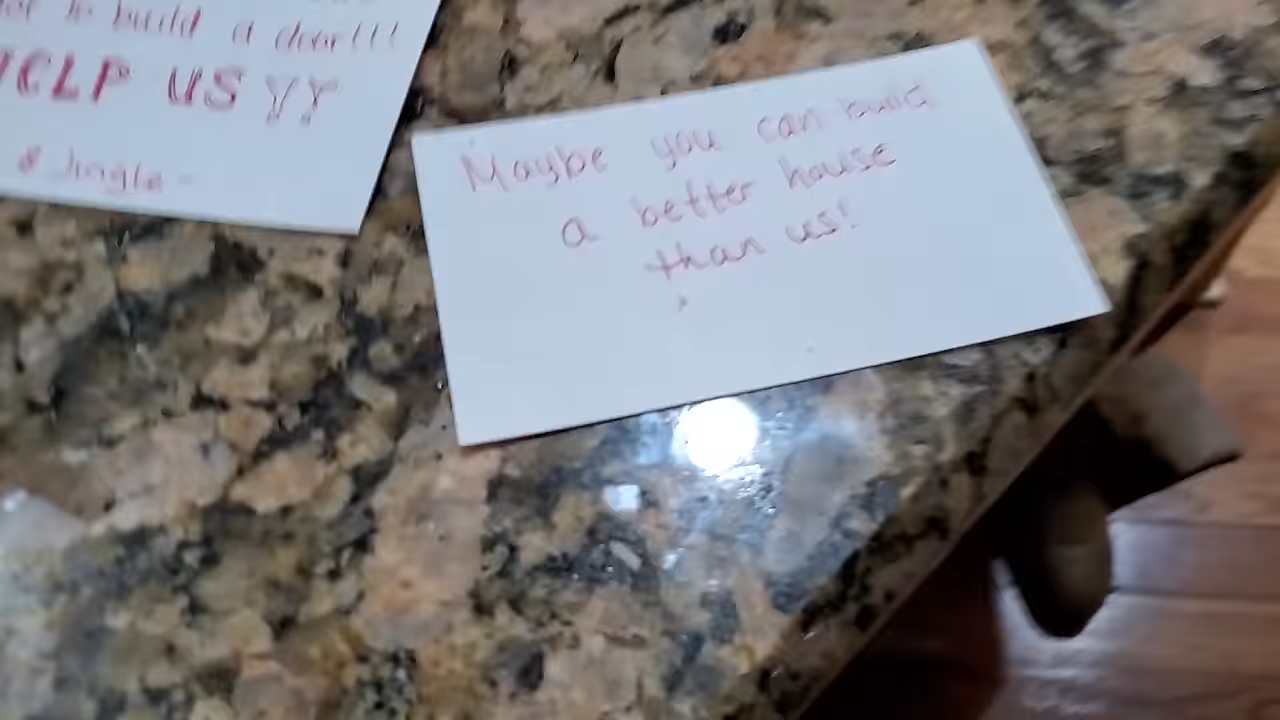 to build a door!!!
HELP US
& Jingle -
Maybe you can build
a better house
than us!